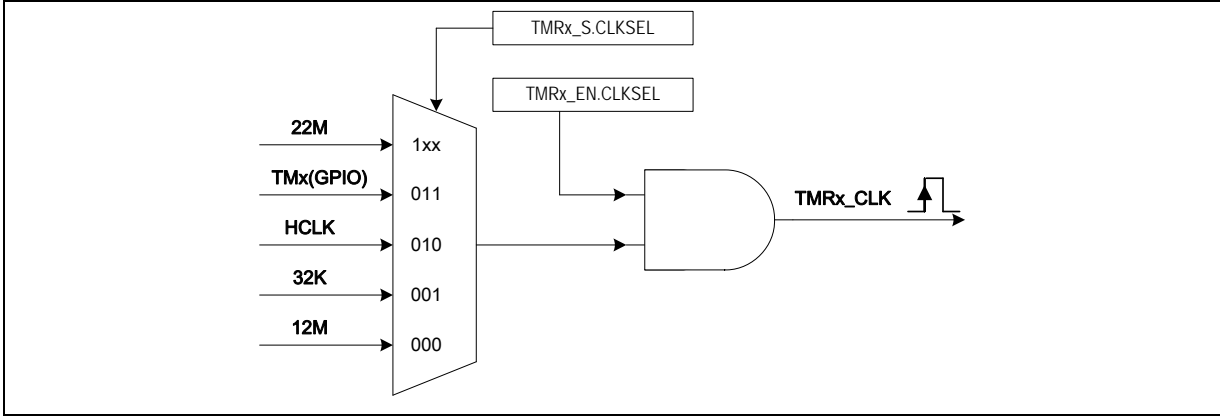 TMRx_S.CLKSEL
TMRx_EN.CLKSEL
22M 1xx
TMx(GPIO) 011
HCLK 010
32K 001
12M 000
TMRx_CLK